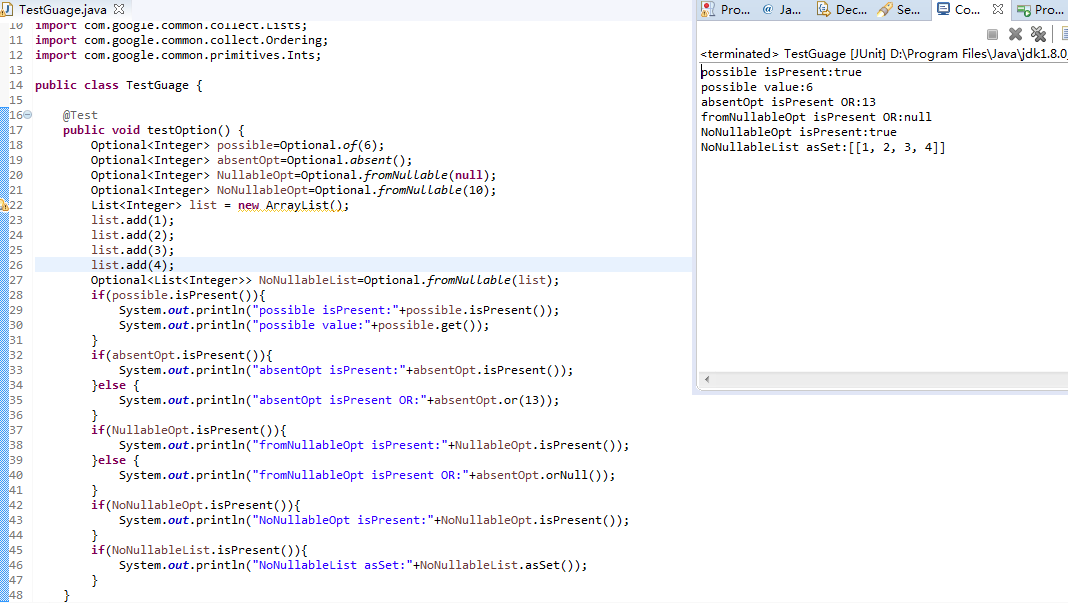 TestGuage.java
10 import com.google.common.collect.Lists;
11 import com.google.common.collect.Ordering;
12 import com.google.common.primitives.Ints;
13
14 public class TestGuage {
15
16 @Test
17 public void testOption() {
18 Optional<Integer> possible=Optional.of(6);
19 Optional<Integer> absentOpt=Optional.absent();
20 Optional<Integer> NullableOpt=Optional.fromNullable(null);
21 Optional<Integer> NoNullableOpt=Optional.fromNullable(10);
22 List<Integer> list = new ArrayList();
23 list.add(1);
24 list.add(2);
25 list.add(3);
26 list.add(4);
27 Optional<List<Integer>> NoNullableList=Optional.fromNullable(list);
28 if(possible.isPresent()){
29 System.out.println("possible isPresent:"+possible.isPresent());
30 System.out.println("possible value:"+possible.get());
31 }
32 if(absentOpt.isPresent()){
33 System.out.println("absentOpt isPresent:"+absentOpt.isPresent());
34 }else {
35 System.out.println("absentOpt isPresent OR:"+absentOpt.or(13));
36 }
37 if(NullableOpt.isPresent()){
38 System.out.println("fromNullableOpt isPresent:"+NullableOpt.isPresent());
39 }else {
40 System.out.println("fromNullableOpt isPresent OR:"+absentOpt.orNull());
41 }
42 if(NoNullableOpt.isPresent()){
43 System.out.println("NoNullableOpt isPresent:"+NoNullableOpt.isPresent());
44 }
45 if(NoNullableList.isPresent()){
46 System.out.println("NoNullableList asSet:"+NoNullableList.asSet());
47 }
48 }
Pro... @ Ja... Dec... Se... Co... Pro...
<terminated> TestGuage [JUnit] D:\Program Files\Java\jdk1.8.0_
possible isPresent:true
possible value:6
absentOpt isPresent OR:13
fromNullableOpt isPresent OR:null
NoNullableOpt isPresent:true
NoNullableList asSet:[[1, 2, 3, 4]]